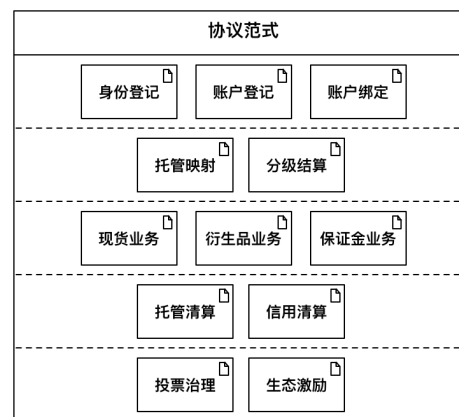 协议范式
身份登记 账户登记 账户绑定
托管映射 分级结算
现货业务 衍生品业务 保证金业务
托管清算 信用清算
投票治理 生态激励